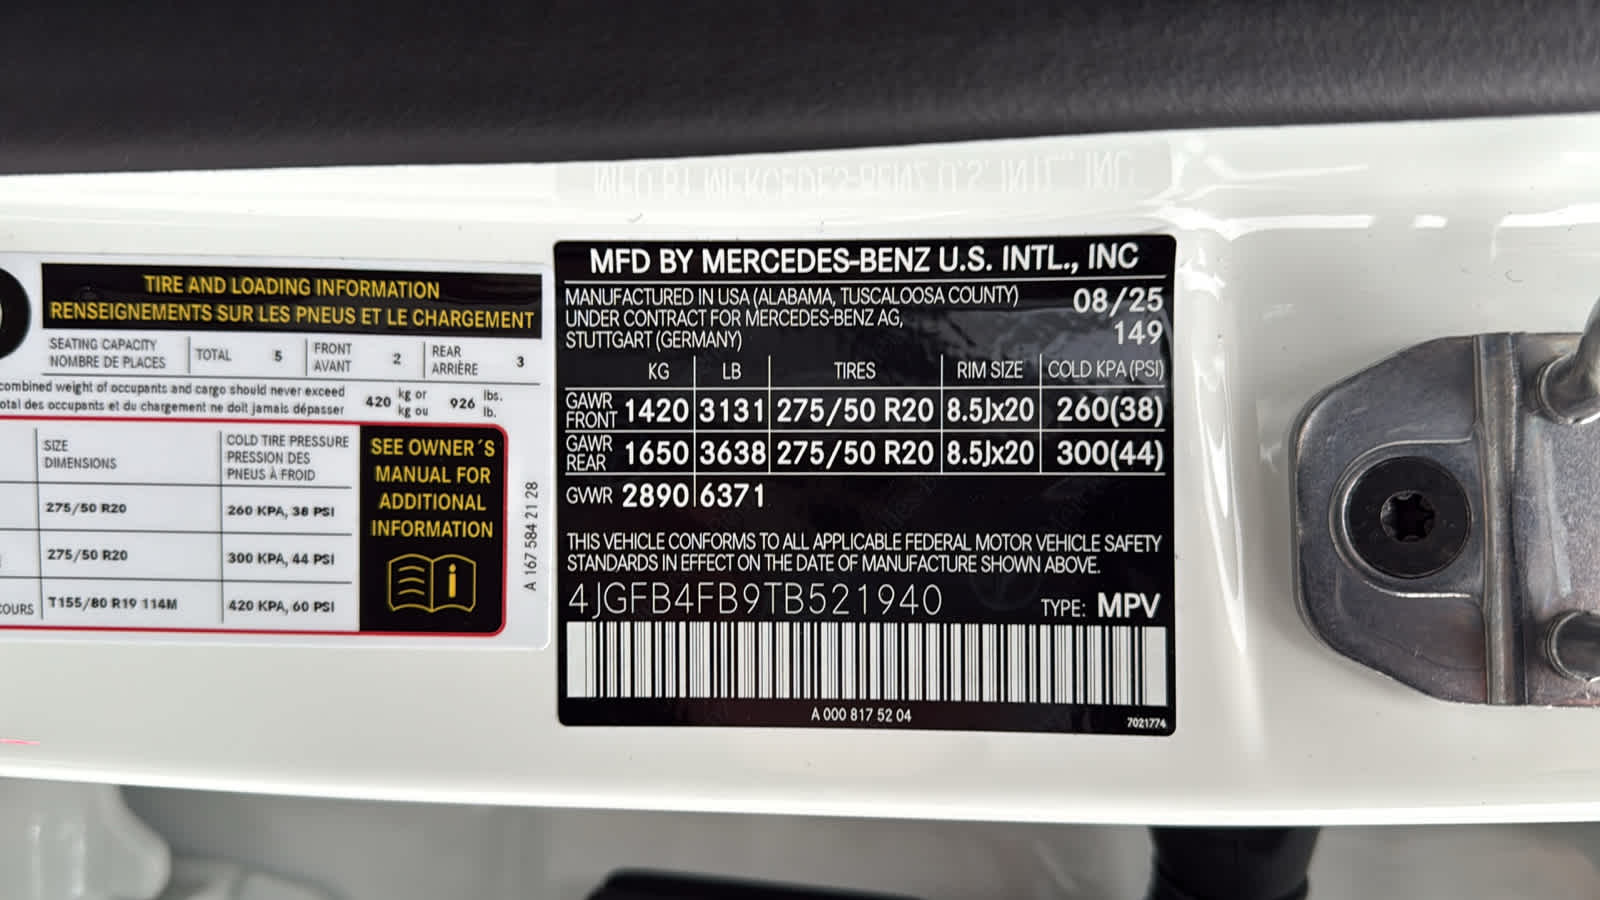 TIRE AND LOADING INFORMATION
RENSEIGNEMENTS SUR LES PNEUS ET LE CHARGEMENT
SEATING CAPACITY
NOMBRE DE PLACES
TOTAL 5
FRONT
AVANT
2
REAR
ARRIÈRE
3
combined weight of occupants and cargo should never exceed
otal des occupants et du chargement ne doit jamais dépasser
420 kg or
kg ou
926 lbs.
lb.
SIZE
DIMENSIONS
COLD TIRE PRESSURE
PRESSION DES
PNEUS À FROID
275/50 R20 260 KPA, 38 PSI
275/50 R20 300 KPA, 44 PSI
COURS T155/80 R19 114M 420 KPA, 60 PSI
SEE OWNER´S
MANUAL FOR
ADDITIONAL
INFORMATION
i
A 167 584 21 28
MFD BY MERCEDES-BENZ U.S. INTL., INC
MANUFACTURED IN USA (ALABAMA, TUSCALOOSA COUNTY) 08/25
UNDER CONTRACT FOR MERCEDES-BENZ AG,
STUTTGART (GERMANY) 149
KG LB TIRES RIM SIZE COLD KPA (PSI)
GAWR
FRONT
1420 3131 275/50 R20 8.5Jx20 260(38)
GAWR
REAR
1650 3638 275/50 R20 8.5Jx20 300(44)
GVWR 2890 6371
THIS VEHICLE CONFORMS TO ALL APPLICABLE FEDERAL MOTOR VEHICLE SAFETY
STANDARDS IN EFFECT ON THE DATE OF MANUFACTURE SHOWN ABOVE.
4JGFB4FB9TB521940 TYPE: MPV
A 000 817 52 04
7021774